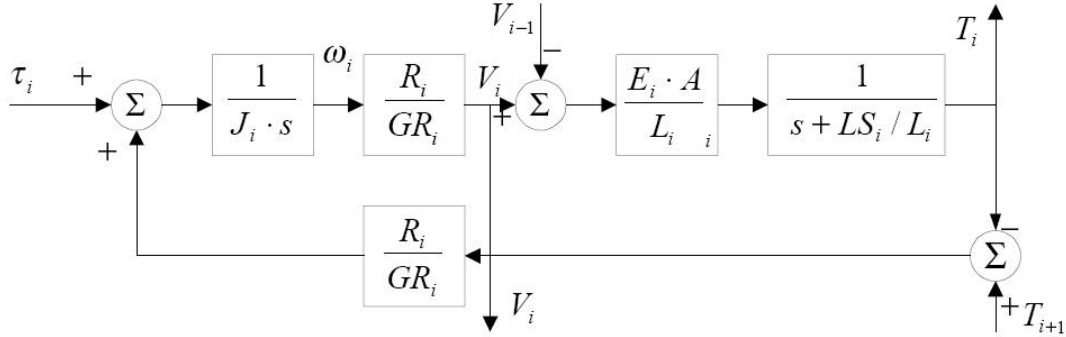 V_{i-1} −
T_i
τ_i + Σ
1 / (J_i · s)
ω_i
R_i / GR_i
V_i + Σ
E_i · A / L_i i
1 / (s + LS_i / L_i)
+
R_i / GR_i
− Σ
V_i
+ T_{i+1}